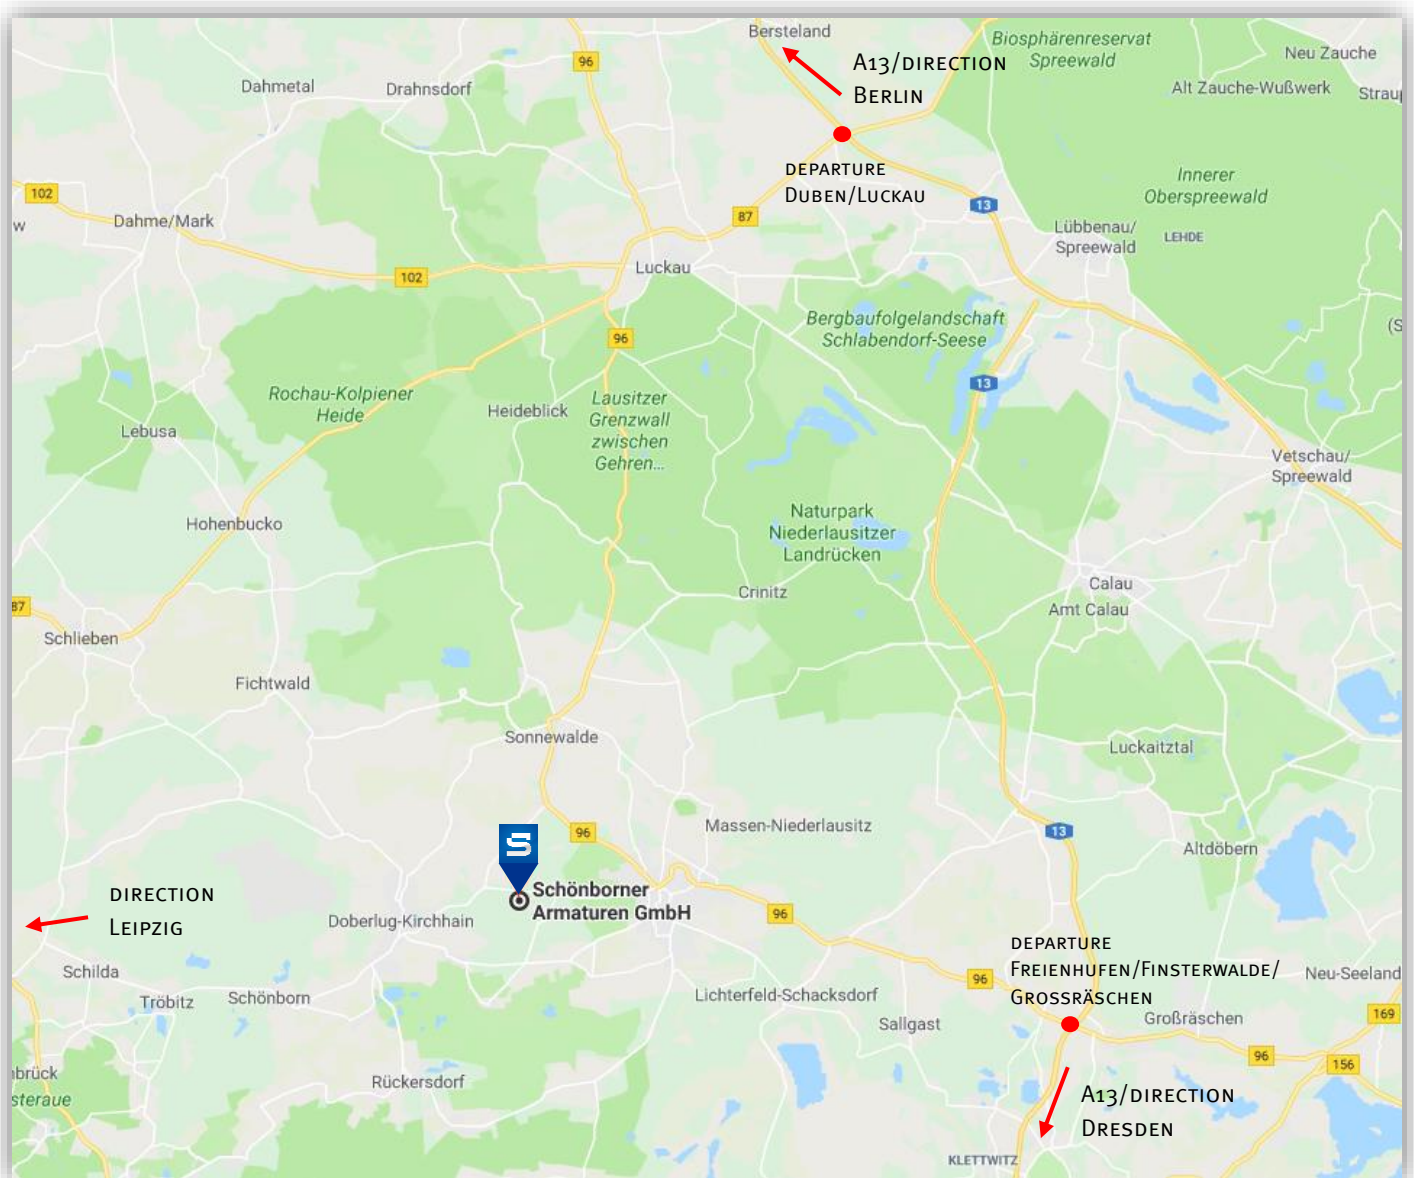 Bersteland
Biosphärenreservat
Spreewald
Neu Zauche
96
A13/DIRECTION
BERLIN
Dahmetal
Drahnsdorf
Alt Zauche-Wußwerk
DEPARTURE
DUBEN/LUCKAU
Innerer
Oberspreewald
102
13
Dahme/Mark
87
Lübbenau/
Spreewald
LEHDE
w
Luckau
102
Bergbaufolgelandschaft
Schlabendorf-Seese
(S
96
13
Rochau-Kolpiener
Heide
Heideblick
Lausitzer
Grenzwall
zwischen
Gehren...
Lebusa
Vetschau/
Spreewald
Hohenbucko
Naturpark
Niederlausitzer
Landrücken
Crinitz
Calau
Amt Calau
87
Schlieben
Fichtwald
Sonnewalde
Luckaitztal
96
Massen-Niederlausitz
13
Altdöbern
S
Schönborner
Armaturen GmbH
DIRECTION
LEIPZIG
Doberlug-Kirchhain
96
DEPARTURE
FREIENHUFEN/FINSTERWALDE/
GROSSRÄSCHEN
Schilda
96
Neu-Seeland
Tröbitz
Schönborn
Lichterfeld-Schacksdorf
Sallgast
Großräschen
169
96
156
nbrück
steraue
Rückersdorf
A13/DIRECTION
DRESDEN
KLETTWITZ